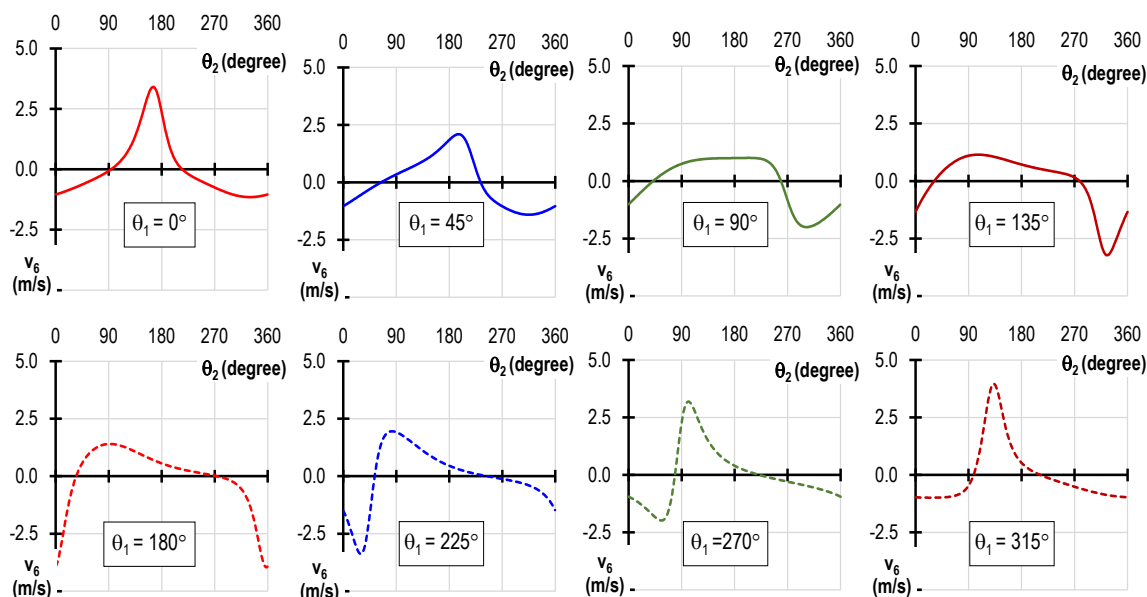 0 90 180 270 360
θ2 (degree)
5.0
2.5
0.0
-2.5
v6
(m/s)
-
θ1 = 0°
0 90 180 270 360
θ2 (degree)
5.0
2.5
0.0
-2.5
v6
(m/s)
-
θ1 = 45°
0 90 180 270 360
θ2 (degree)
5.0
2.5
0.0
-2.5
v6
(m/s)
-
θ1 = 90°
0 90 180 270 360
θ2 (degree)
5.0
2.5
0.0
-2.5
v6
(m/s)
-
θ1 = 135°
0 90 180 270 360
θ2 (degree)
5.0
2.5
0.0
-2.5
v6
(m/s)
-
θ1 = 180°
0 90 180 270 360
θ2 (degree)
5.0
2.5
0.0
-2.5
v6
(m/s)
-
θ1 = 225°
0 90 180 270 360
θ2 (degree)
5.0
2.5
0.0
-2.5
v6
(m/s)
-
θ1 =270°
0 90 180 270 360
θ2 (degree)
5.0
2.5
0.0
-2.5
v6
(m/s)
-
θ1 = 315°